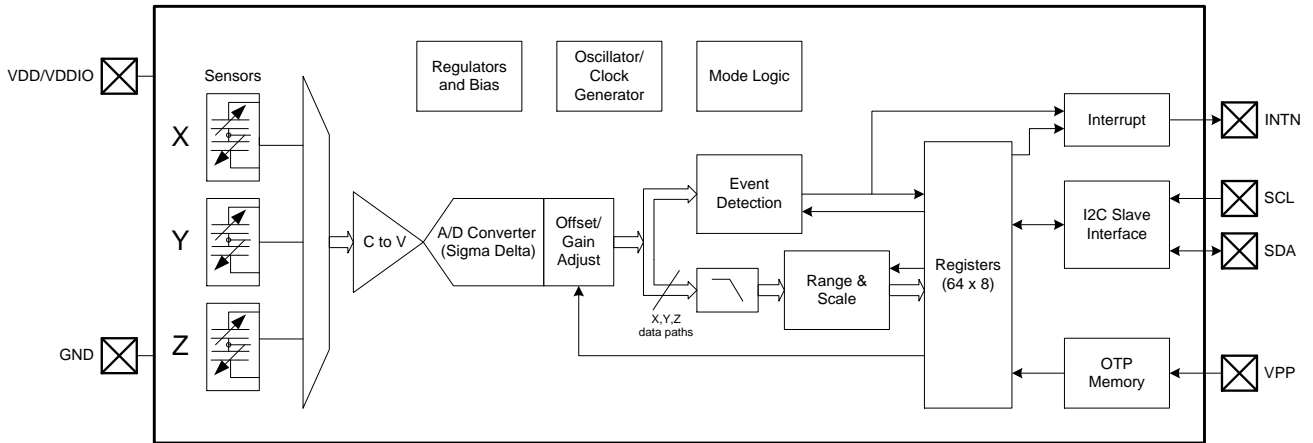 VDD/VDDIO
GND
Sensors
X
Y
Z
Regulators
and Bias
Oscillator/
Clock
Generator
Mode Logic
C to V
A/D Converter
(Sigma Delta)
Offset/
Gain
Adjust
Event
Detection
X,Y,Z
data paths
Range &
Scale
Registers
(64 x 8)
Interrupt
I2C Slave
Interface
OTP
Memory
INTN
SCL
SDA
VPP